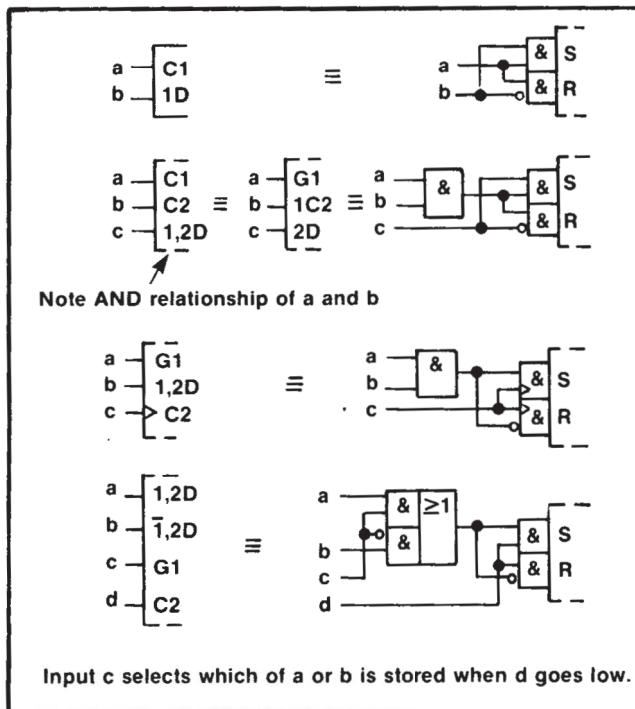 a C1 ≡ a & S
b 1D b & R
a C1 ≡ a G1 ≡ a & & S
b C2 b 1C2 b & R
c 1,2D c 2D c
Note AND relationship of a and b
a G1 ≡ a & & S
b 1,2D b & R
c C2 c
a 1,2D ≡ a & ≥1 & S
b 1̅,2D b & & R
c G1 c
d C2 d
Input c selects which of a or b is stored when d goes low.